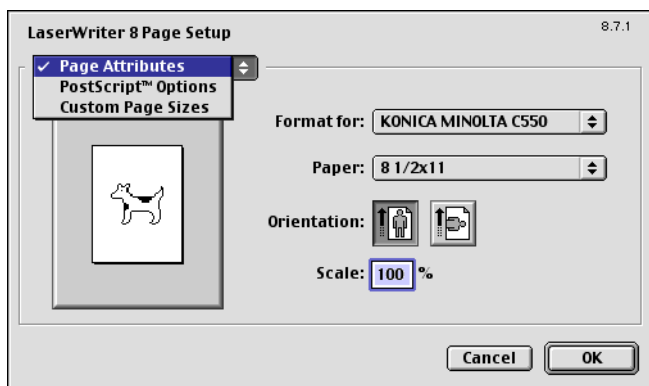 LaserWriter 8 Page Setup
8.7.1
✓ Page Attributes
PostScript™ Options
Custom Page Sizes
Format for: KONICA MINOLTA C550
Paper: 8 1/2x11
Orientation:
Scale: 100 %
Cancel OK